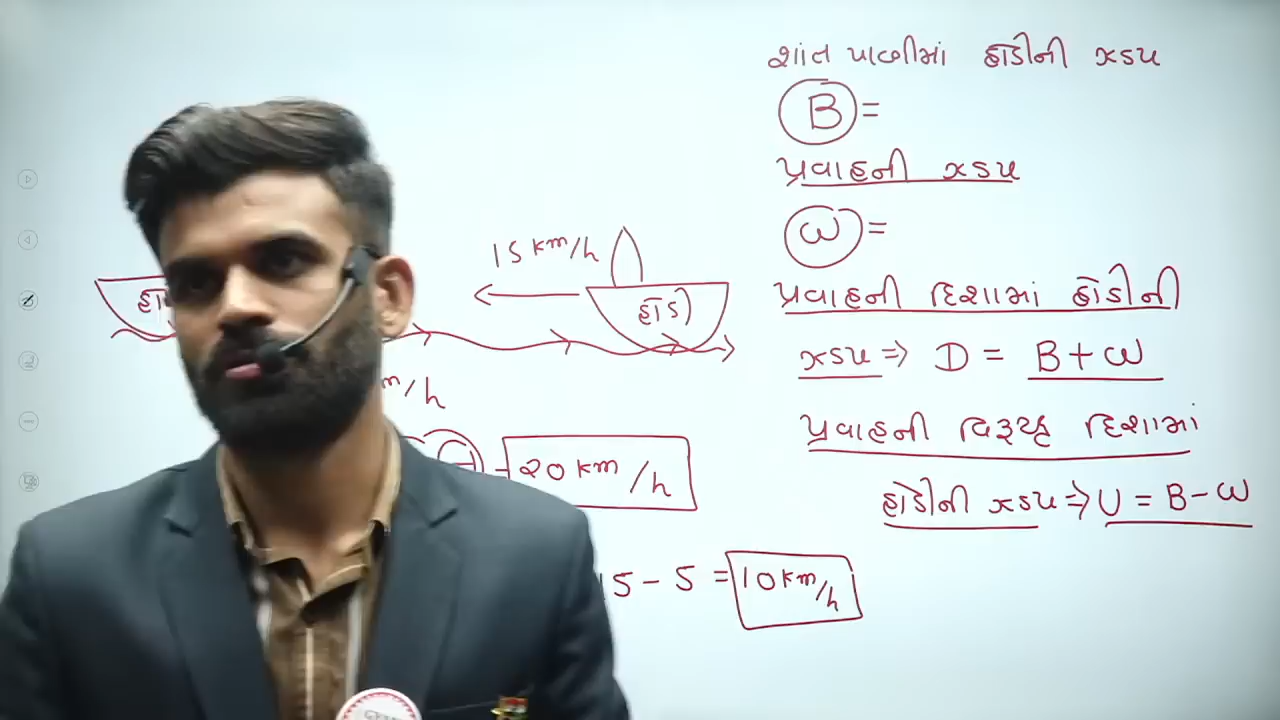 શાંત પાણીમાં હોડીની ઝડપ
B =
પ્રવાહની ઝડપ
ω =
પ્રવાહની દિશામાં હોડીની
ઝડપ ⇒ D = B + ω
પ્રવાહની વિરૂધ્ધ દિશામાં
હોડીની ઝડપ ⇒ U = B - ω
15 km/h
હોડી
m/h
20 km/h
15 - 5 = 10 km/h